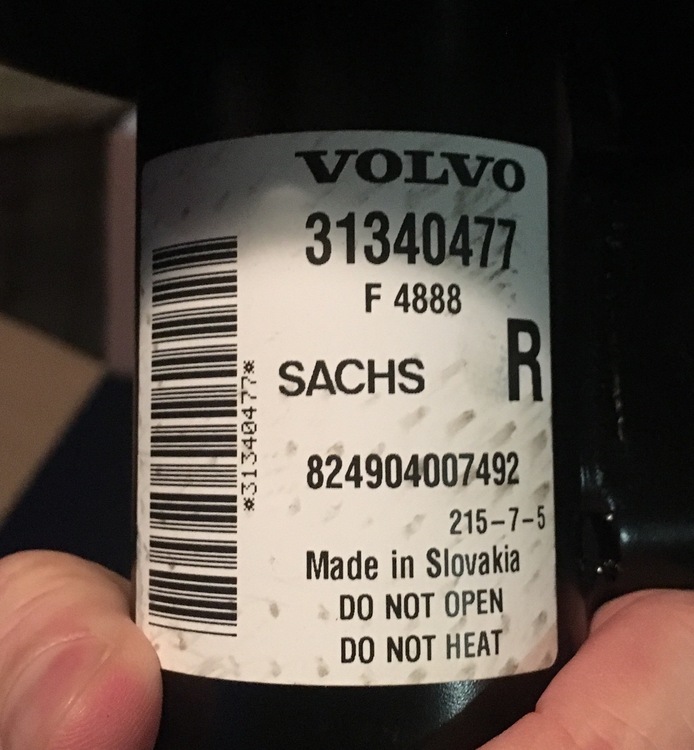 VOLVO
31340477
F 4888
R
SACHS
*31340477*
824904007492
215-7-5
Made in Slovakia
DO NOT OPEN
DO NOT HEAT